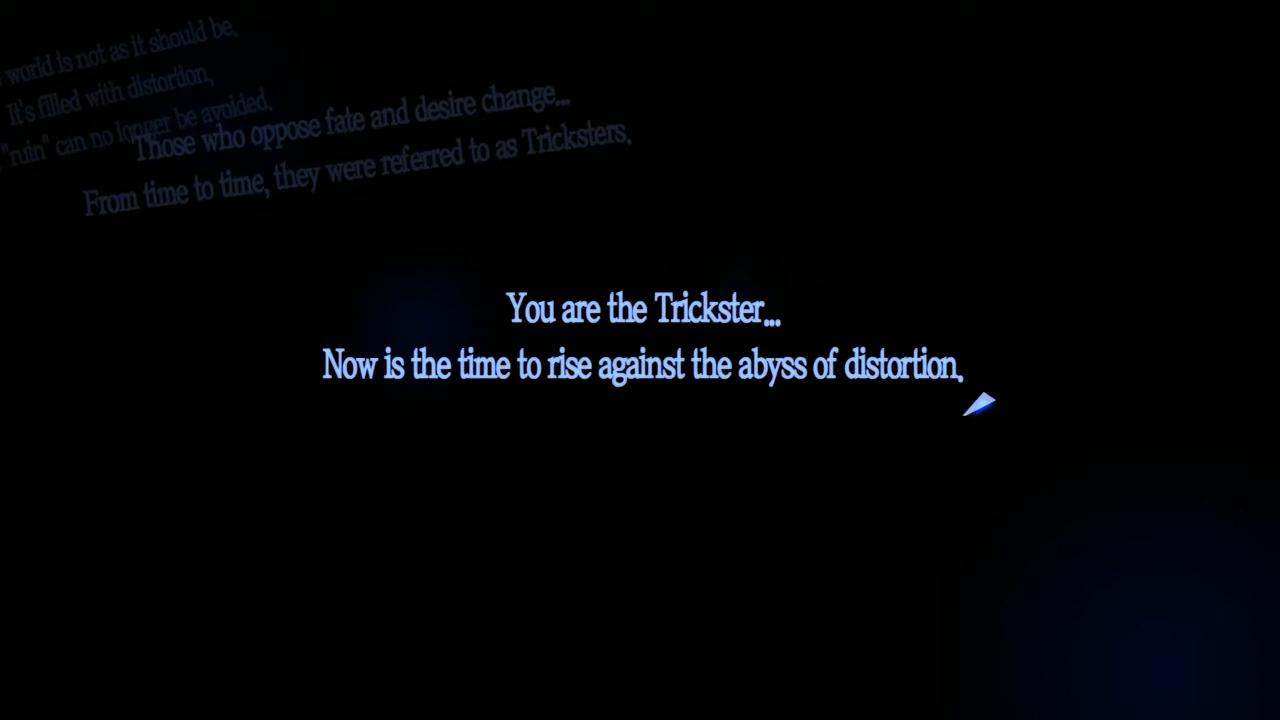 world is not as it should be.
It's filled with distortion,
"ruin" can no longer be avoided.
Those who oppose fate and desire change...
From time to time, they were referred to as Tricksters.
You are the Trickster...
Now is the time to rise against the abyss of distortion.